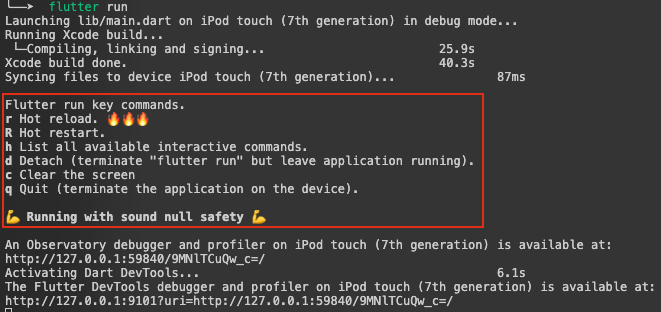 ╰─➤ flutter run
Launching lib/main.dart on iPod touch (7th generation) in debug mode...
Running Xcode build...
└─Compiling, linking and signing... 25.9s
Xcode build done. 40.3s
Syncing files to device iPod touch (7th generation)... 87ms
Flutter run key commands.
r Hot reload. 🔥🔥🔥
R Hot restart.
h List all available interactive commands.
d Detach (terminate "flutter run" but leave application running).
c Clear the screen
q Quit (terminate the application on the device).
💪 Running with sound null safety 💪
An Observatory debugger and profiler on iPod touch (7th generation) is available at:
http://127.0.0.1:59840/9MNlTCuQw_c=/
Activating Dart DevTools... 6.1s
The Flutter DevTools debugger and profiler on iPod touch (7th generation) is available at:
http://127.0.0.1:9101?uri=http://127.0.0.1:59840/9MNlTCuQw_c=/